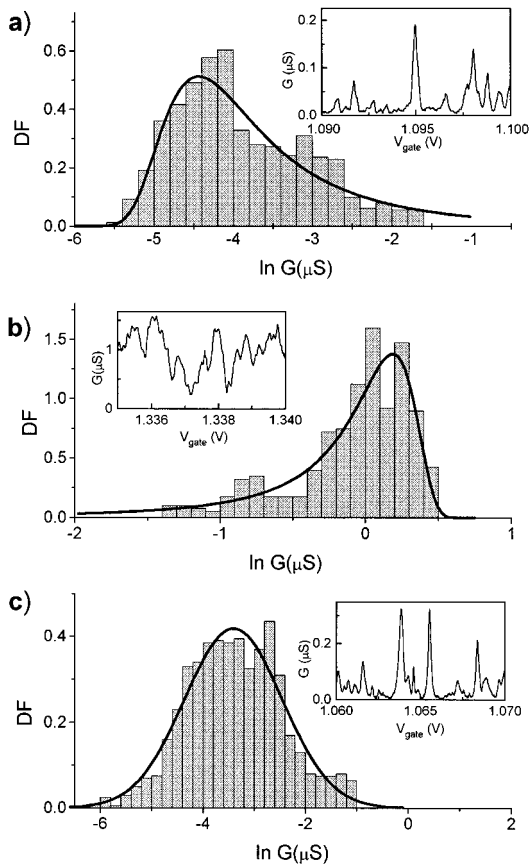 a)
DF
0.6
0.4
0.2
0.0
-6 -5 -4 -3 -2 -1 0
ln G(μS)
G (μS)
0.2
0.1
0.0
1.090 1.095 1.100
Vgate (V)
b)
DF
1.5
1.0
0.5
0.0
-2 -1 0 1
ln G(μS)
G(μS)
1
0
1.336 1.338 1.340
Vgate (V)
c)
DF
0.4
0.2
0.0
-6 -4 -2 0 2
ln G(μS)
G (μS)
0.2
0.0
1.060 1.065 1.070
Vgate (V)